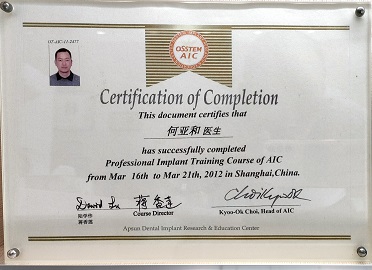 OSSTEM
AIC
Certification of Completion
This document certifies that
何亚和 医生
has successfully completed
Professional Implant Training Course of AIC
from Mar 16th to Mar 21th, 2012 in Shanghai,China.
Course Director
Kyoo-Ok Choi, Head of AIC
Apsun Dental Implant Research & Education Center